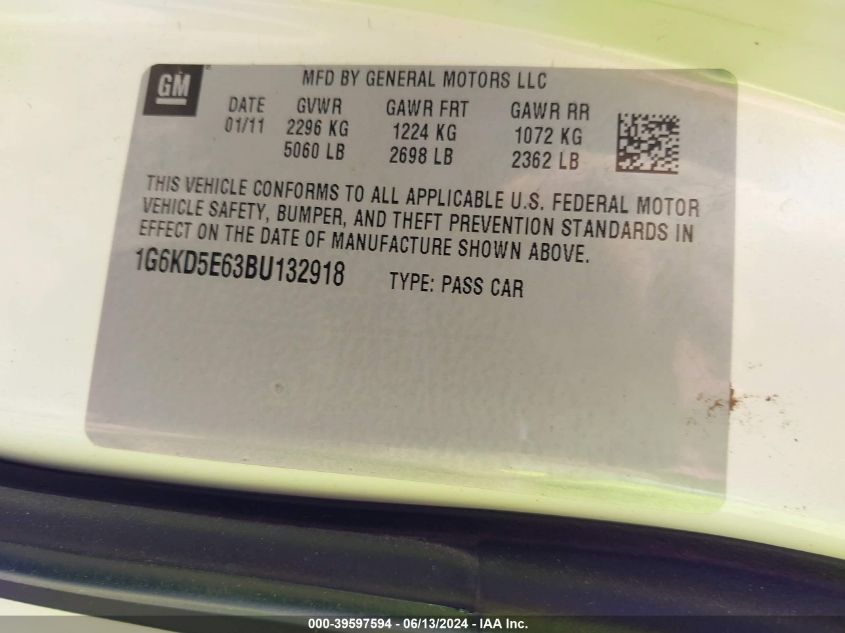 GM
MFD BY GENERAL MOTORS LLC
DATE GVWR GAWR FRT GAWR RR
01/11 2296 KG 1224 KG 1072 KG
5060 LB 2698 LB 2362 LB
THIS VEHICLE CONFORMS TO ALL APPLICABLE U.S. FEDERAL MOTOR
VEHICLE SAFETY, BUMPER, AND THEFT PREVENTION STANDARDS IN
EFFECT ON THE DATE OF MANUFACTURE SHOWN ABOVE.
1G6KD5E63BU132918 TYPE: PASS CAR
000-39597594 - 06/13/2024 - IAA Inc.